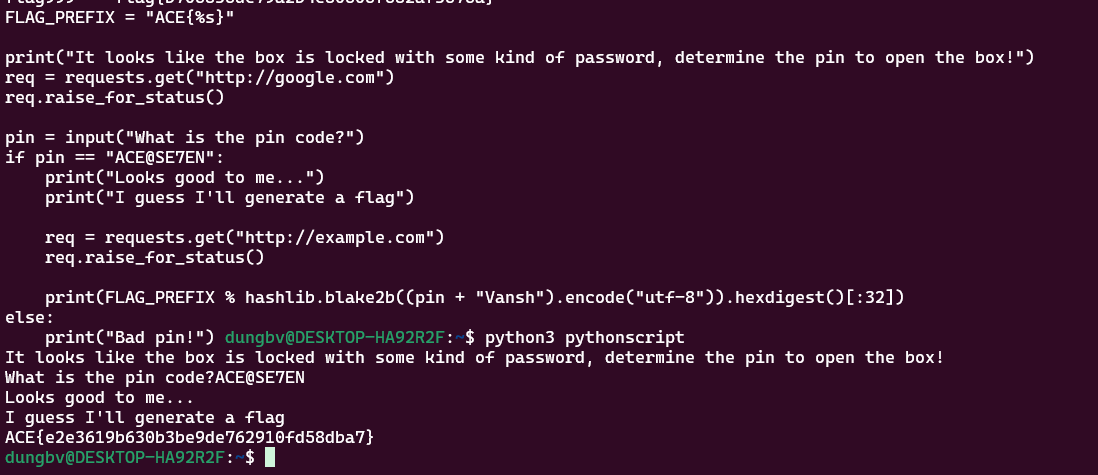 FLAG_PREFIX = "ACE{%s}"
print("It looks like the box is locked with some kind of password, determine the pin to open the box!")
req = requests.get("http://google.com")
req.raise_for_status()
pin = input("What is the pin code?")
if pin == "ACE@SE7EN":
    print("Looks good to me...")
    print("I guess I'll generate a flag")
    req = requests.get("http://example.com")
    req.raise_for_status()
    print(FLAG_PREFIX % hashlib.blake2b((pin + "Vansh").encode("utf-8")).hexdigest()[:32])
else:
    print("Bad pin!") dungbv@DESKTOP-HA92R2F:~$ python3 pythonscript
It looks like the box is locked with some kind of password, determine the pin to open the box!
What is the pin code?ACE@SE7EN
Looks good to me...
I guess I'll generate a flag
ACE{e2e3619b630b3be9de762910fd58dba7}
dungbv@DESKTOP-HA92R2F:~$